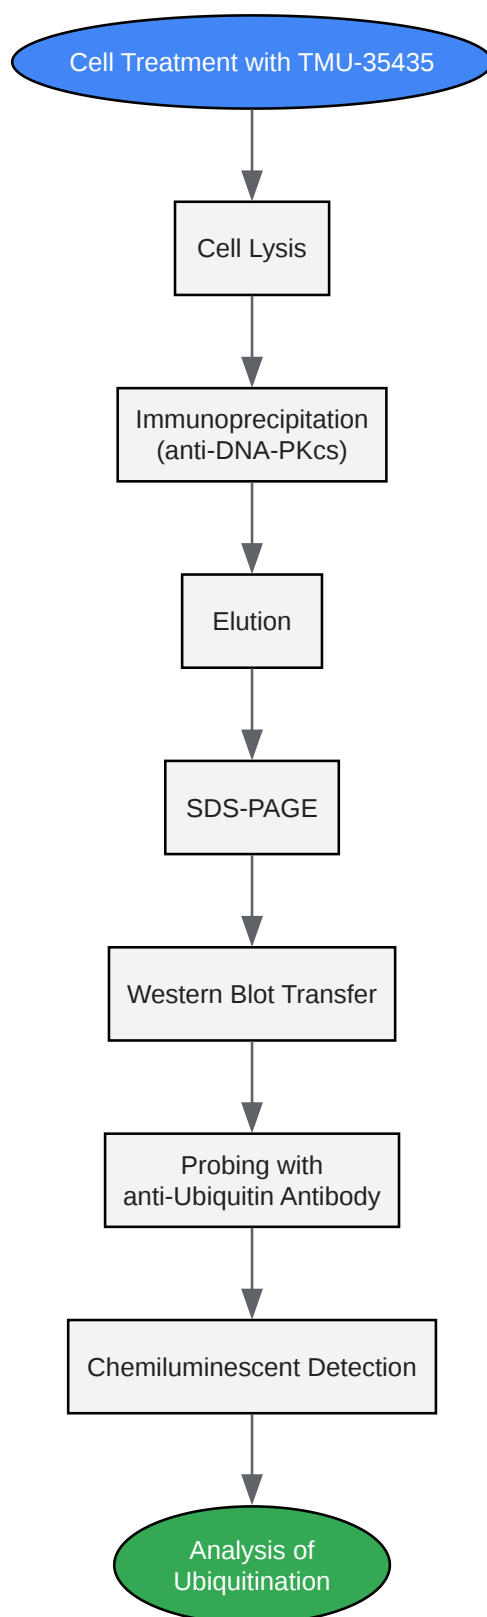 Cell Treatment with TMU-35435
Cell Lysis
Immunoprecipitation
(anti-DNA-PKcs)
Elution
SDS-PAGE
Western Blot Transfer
Probing with
anti-Ubiquitin Antibody
Chemiluminescent Detection
Analysis of
Ubiquitination